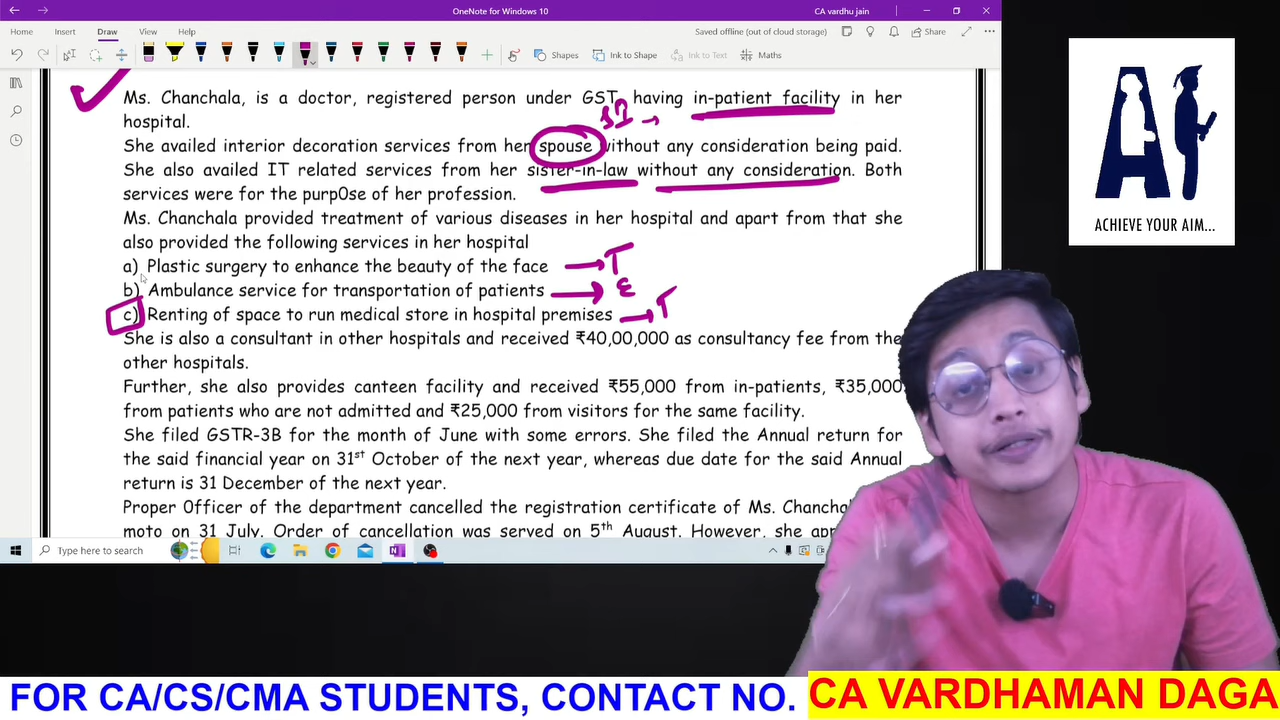 OneNote for Windows 10
CA vardhu jain
Home Insert Draw View Help
Saved offline (out of cloud storage)
Share
Shapes Ink to Shape Ink to Text Maths
Ms. Chanchala, is a doctor, registered person under GST, having in-patient facility in her
hospital.
SI
She availed interior decoration services from her spouse without any consideration being paid.
She also availed IT related services from her sister-in-law without any consideration. Both
services were for the purp0se of her profession.
Ms. Chanchala provided treatment of various diseases in her hospital and apart from that she
also provided the following services in her hospital
a) Plastic surgery to enhance the beauty of the face → T
b) Ambulance service for transportation of patients → E
c) Renting of space to run medical store in hospital premises → T
She is also a consultant in other hospitals and received ₹40,00,000 as consultancy fee from the
other hospitals.
Further, she also provides canteen facility and received ₹55,000 from in-patients, ₹35,000
from patients who are not admitted and ₹25,000 from visitors for the same facility.
She filed GSTR-3B for the month of June with some errors. She filed the Annual return for
the said financial year on 31st October of the next year, whereas due date for the said Annual
return is 31 December of the next year.
Proper Officer of the department cancelled the registration certificate of Ms.
moto on 31 July. Order of cancellation was served on 5th August. However, she
Type here to search
AI
ACHIEVE YOUR AIM...
FOR CA/CS/CMA STUDENTS, CONTACT NO. CA VARDHAMAN DAGA